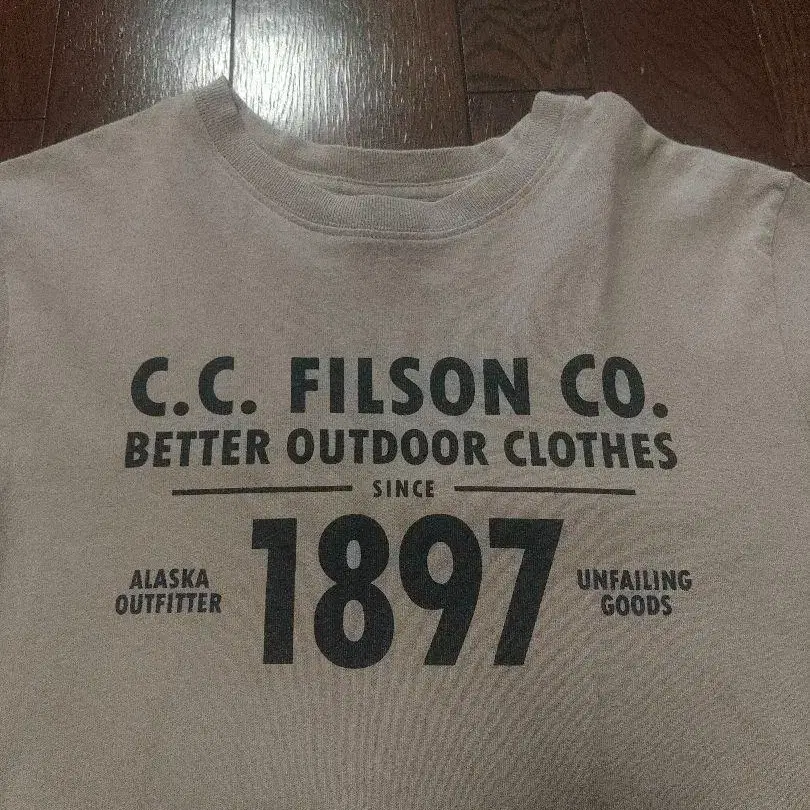 C.C. FILSON CO.
BETTER OUTDOOR CLOTHES
SINCE
1897
ALASKA
OUTFITTER
UNFAILING
GOODS